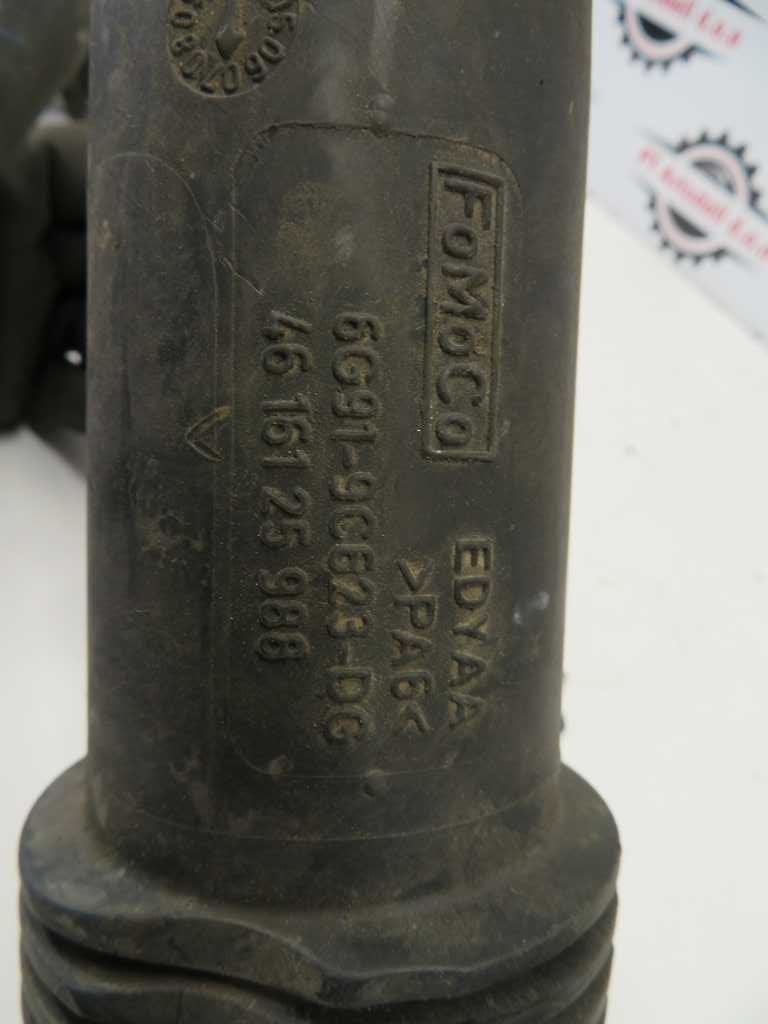 FoMoCo
EDYAA
>PA6<
6G91-9C623-DG
46 161 25 986